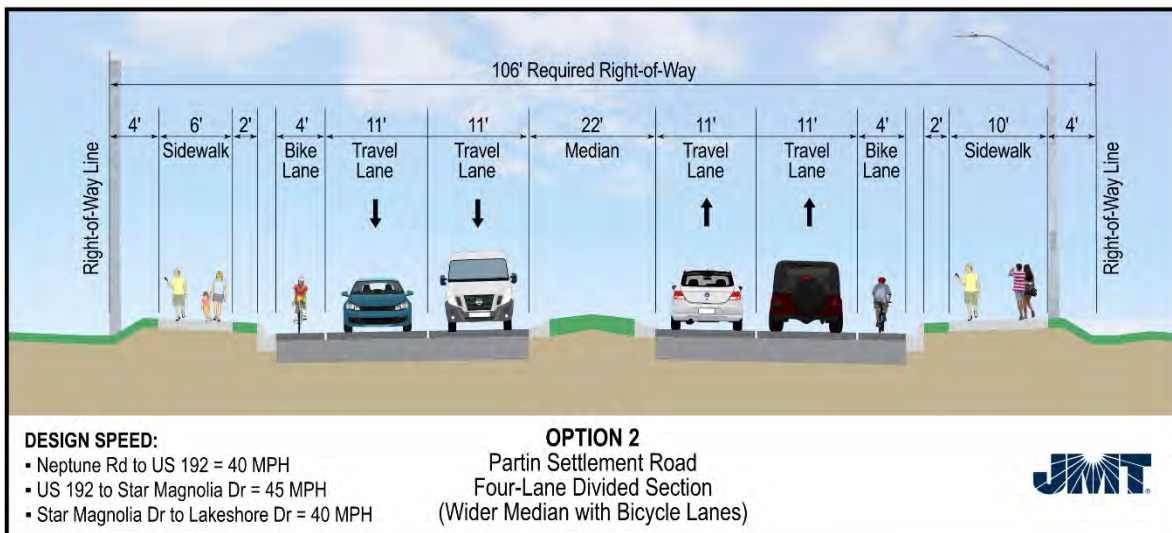 106' Required Right-of-Way
4' 6' 2' 4' 11' 11' 22' 11' 11' 4' 2' 10' 4'
Sidewalk Bike Travel Travel Median Travel Travel Bike Sidewalk
Lane Lane Lane Lane Lane Lane
Right-of-Way Line
Right-of-Way Line
DESIGN SPEED:
▪ Neptune Rd to US 192 = 40 MPH
▪ US 192 to Star Magnolia Dr = 45 MPH
▪ Star Magnolia Dr to Lakeshore Dr = 40 MPH
OPTION 2
Partin Settlement Road
Four-Lane Divided Section
(Wider Median with Bicycle Lanes)
JMT